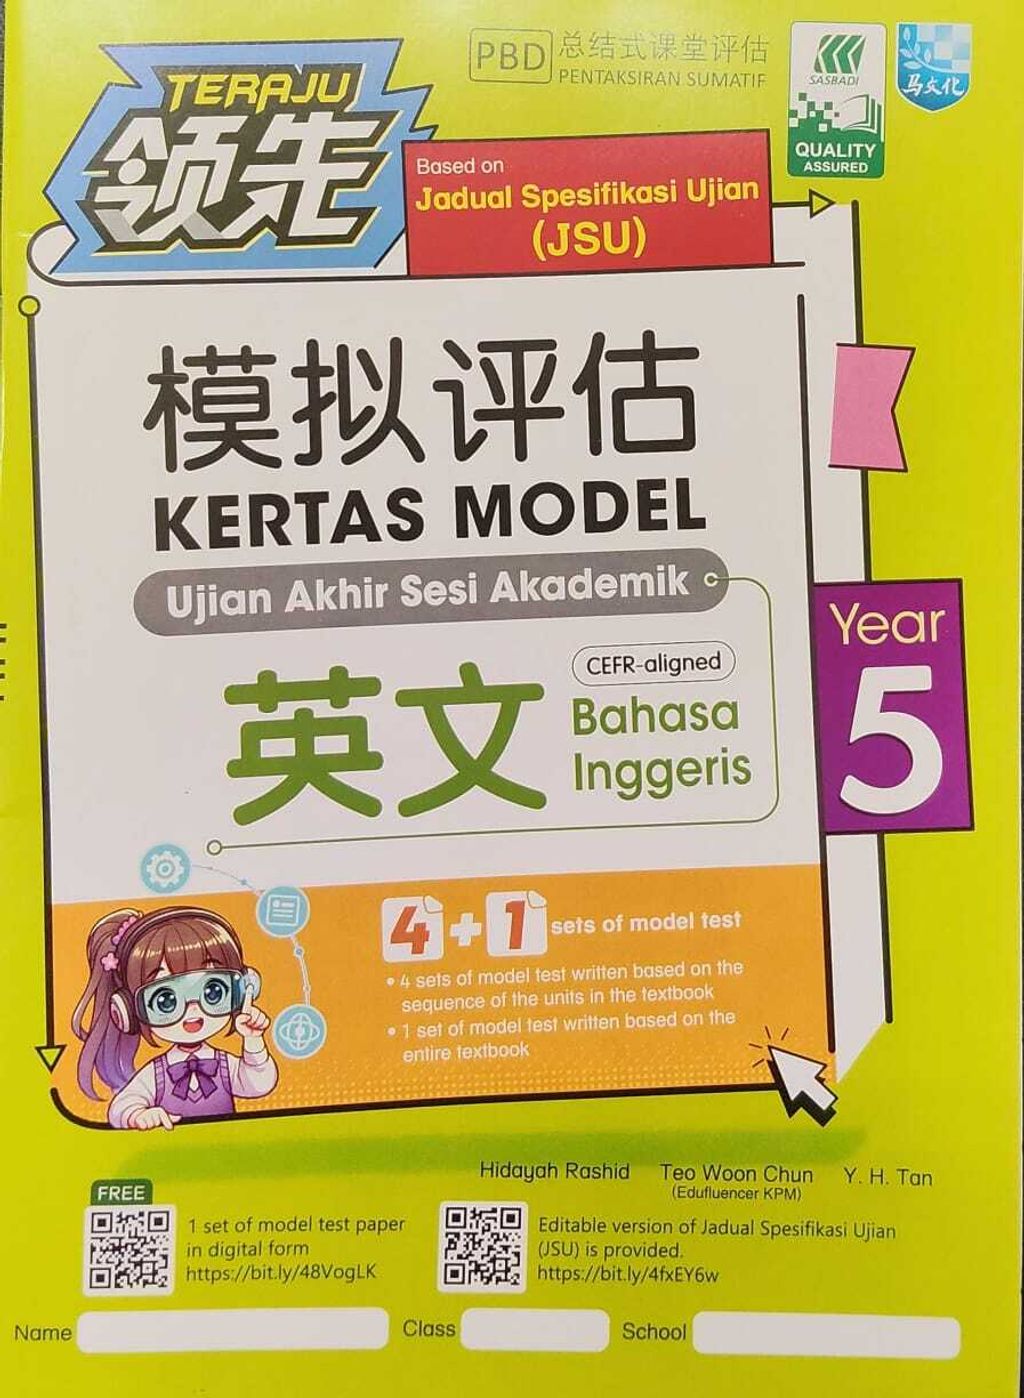 TERAJU
领先
PBD 总结式课堂评估
PENTAKSIRAN SUMATIF
SASBADI
QUALITY
ASSURED
马文化
Based on
Jadual Spesifikasi Ujian
(JSU)
模拟评估
KERTAS MODEL
Ujian Akhir Sesi Akademik
英文
CEFR-aligned
Bahasa
Inggeris
Year
5
4 + 1 sets of model test
• 4 sets of model test written based on the
sequence of the units in the textbook
• 1 set of model test written based on the
entire textbook
Hidayah Rashid Teo Woon Chun Y. H. Tan
(Edufluencer KPM)
FREE
1 set of model test paper
in digital form
https://bit.ly/48VogLK
Editable version of Jadual Spesifikasi Ujian
(JSU) is provided.
https://bit.ly/4fxEY6w
Name Class School